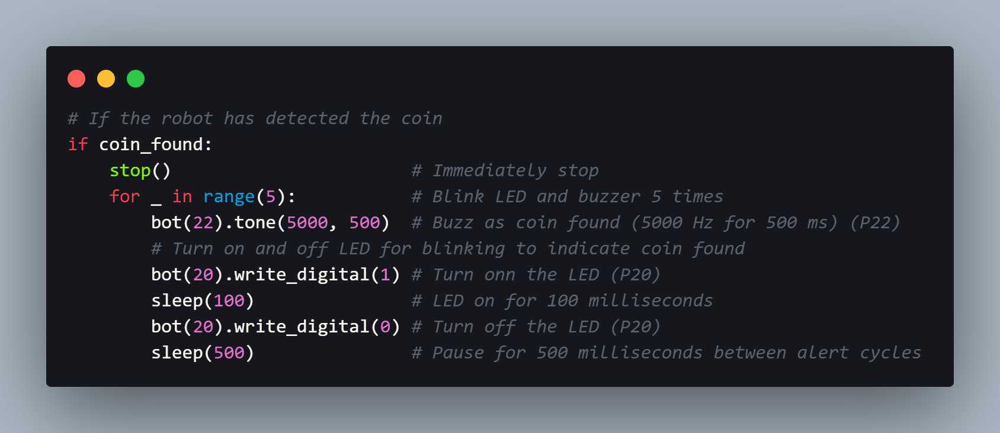 # If the robot has detected the coin
if coin_found:
    stop()                       # Immediately stop
    for _ in range(5):           # Blink LED and buzzer 5 times
        bot(22).tone(5000, 500)  # Buzz as coin found (5000 Hz for 500 ms) (P22)
        # Turn on and off LED for blinking to indicate coin found
        bot(20).write_digital(1) # Turn onn the LED (P20)
        sleep(100)               # LED on for 100 milliseconds
        bot(20).write_digital(0) # Turn off the LED (P20)
        sleep(500)               # Pause for 500 milliseconds between alert cycles